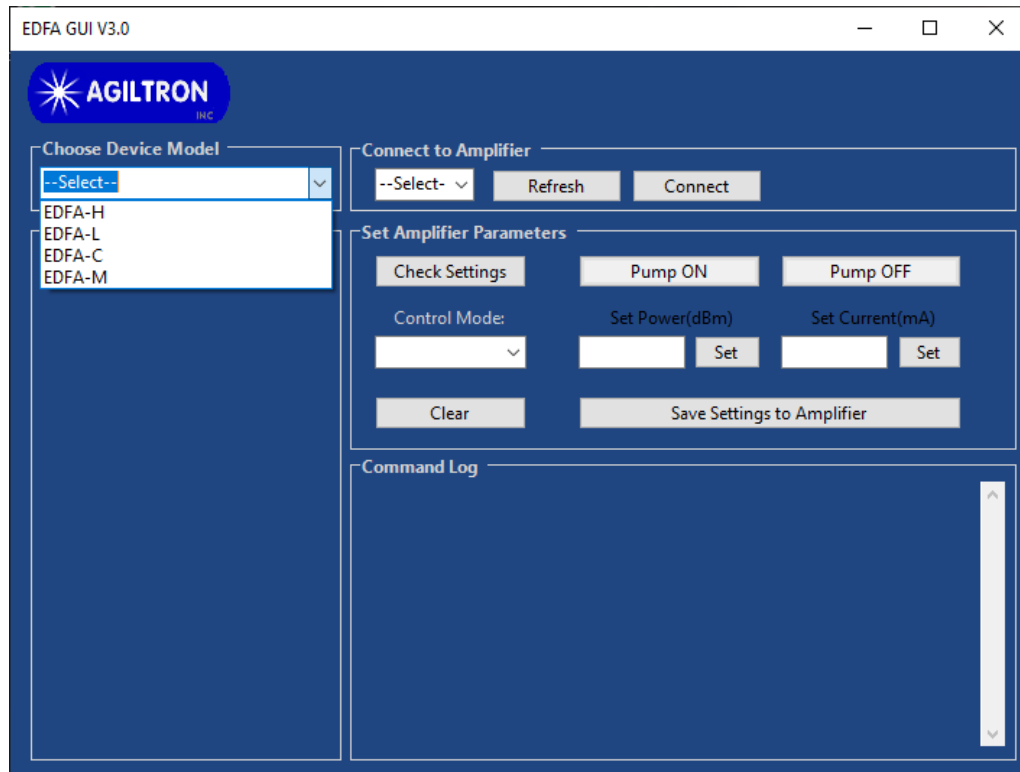 EDFA GUI V3.0
AGILTRON
INC
Choose Device Model
--Select--
EDFA-H
EDFA-L
EDFA-C
EDFA-M
Connect to Amplifier
--Select-
Refresh
Connect
Set Amplifier Parameters
Check Settings
Pump ON
Pump OFF
Control Mode:
Set Power(dBm)
Set Current(mA)
Set
Set
Clear
Save Settings to Amplifier
Command Log